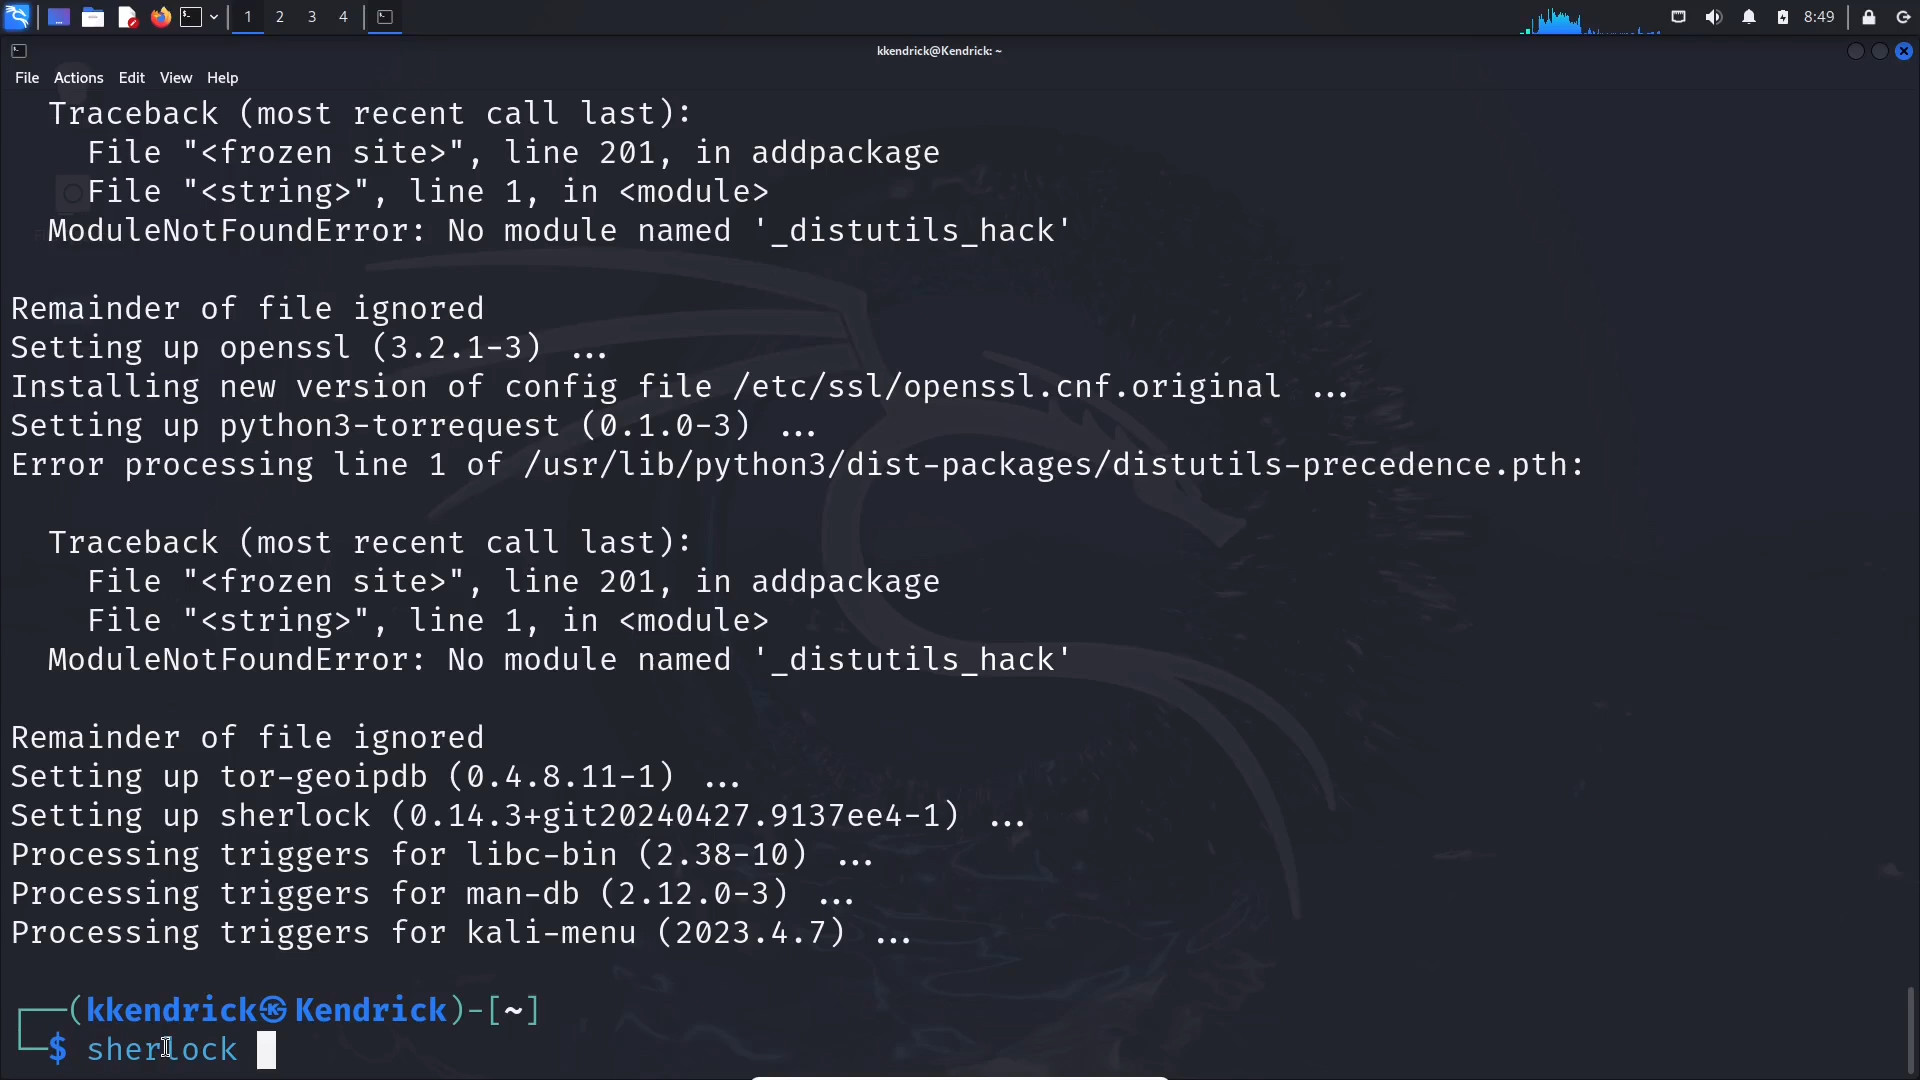 1 2 3 4 8:49
kkendrick@Kendrick: ~
File Actions Edit View Help
Traceback (most recent call last):
File "<frozen site>", line 201, in addpackage
File "<string>", line 1, in <module>
ModuleNotFoundError: No module named '_distutils_hack'
Remainder of file ignored
Setting up openssl (3.2.1-3) ...
Installing new version of config file /etc/ssl/openssl.cnf.original ...
Setting up python3-torrequest (0.1.0-3) ...
Error processing line 1 of /usr/lib/python3/dist-packages/distutils-precedence.pth:
Traceback (most recent call last):
File "<frozen site>", line 201, in addpackage
File "<string>", line 1, in <module>
ModuleNotFoundError: No module named '_distutils_hack'
Remainder of file ignored
Setting up tor-geoipdb (0.4.8.11-1) ...
Setting up sherlock (0.14.3+git20240427.9137ee4-1) ...
Processing triggers for libc-bin (2.38-10) ...
Processing triggers for man-db (2.12.0-3) ...
Processing triggers for kali-menu (2023.4.7) ...
┌──(kkendrick㉿Kendrick)-[~]
└─$ sherlock